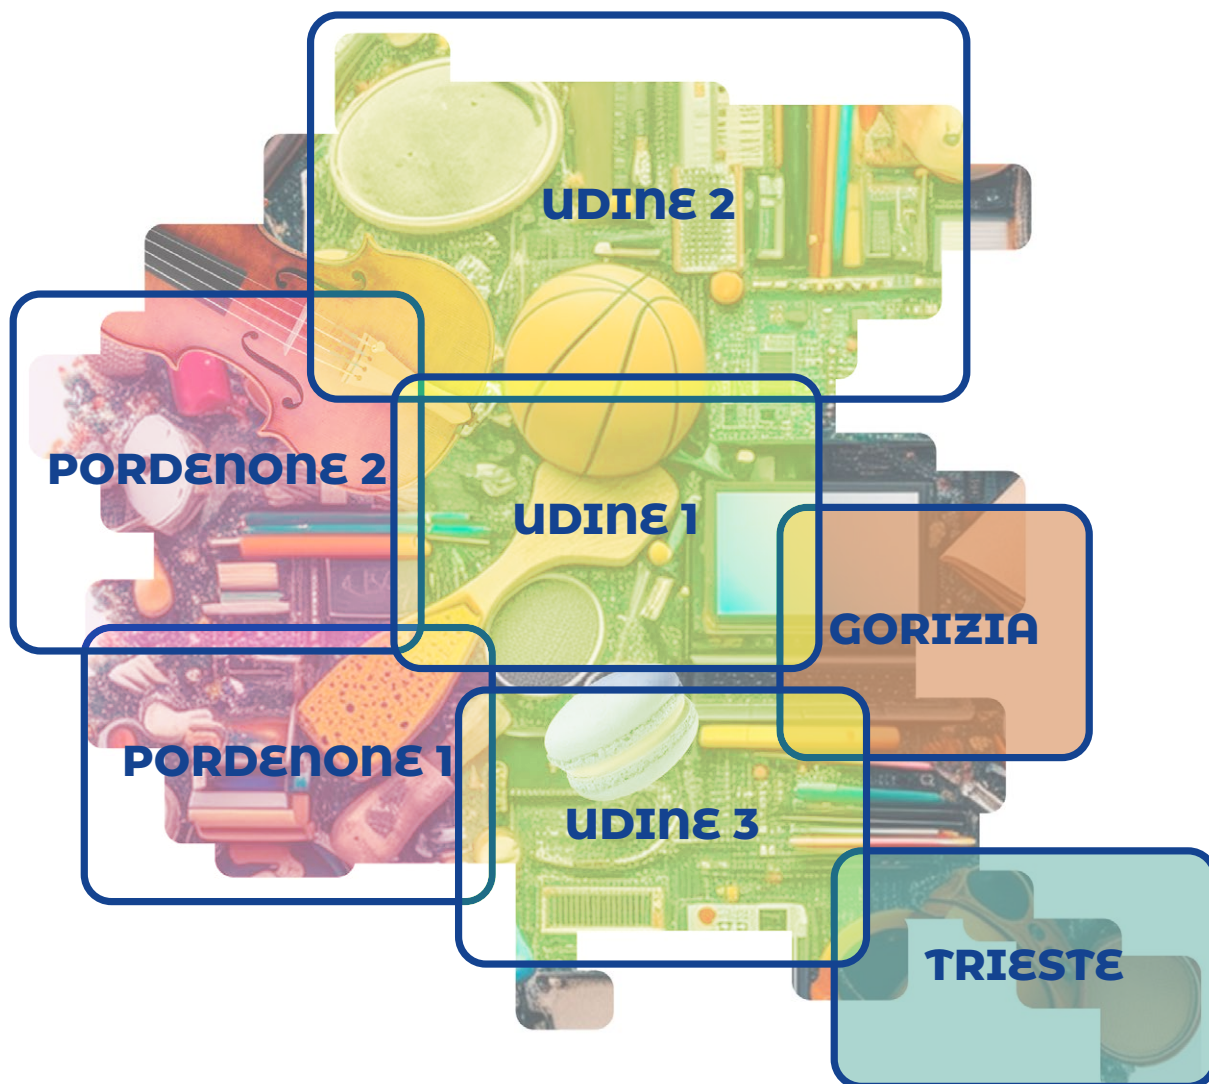 UDINE 2
PORDENONE 2
UDINE 1
GORIZIA
PORDENONE 1
UDINE 3
TRIESTE